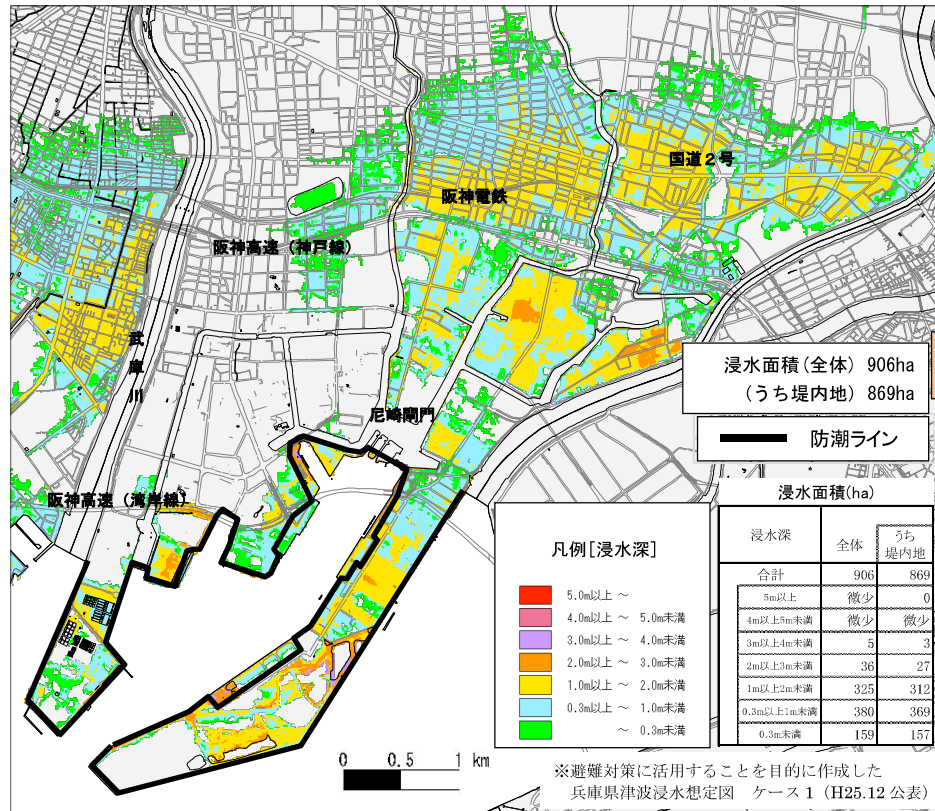 国道２号
阪神電鉄
阪神高速（神戸線）
武庫川
尼崎閘門
阪神高速（湾岸線）
浸水面積(全体) 906ha
(うち堤内地) 869ha
防潮ライン
凡例[浸水深]
5.0m以上 ～
4.0m以上 ～ 5.0m未満
3.0m以上 ～ 4.0m未満
2.0m以上 ～ 3.0m未満
1.0m以上 ～ 2.0m未満
0.3m以上 ～ 1.0m未満
～ 0.3m未満
浸水面積(ha)
浸水深 全体 うち堤内地
合計 906 869
5m以上 微少 0
4m以上5m未満 微少 微少
3m以上4m未満 5 3
2m以上3m未満 36 27
1m以上2m未満 325 312
0.3m以上1m未満 380 369
0.3m未満 159 157
0 0.5 1 km
※避難対策に活用することを目的に作成した
兵庫県津波浸水想定図 ケース1（H25.12 公表）